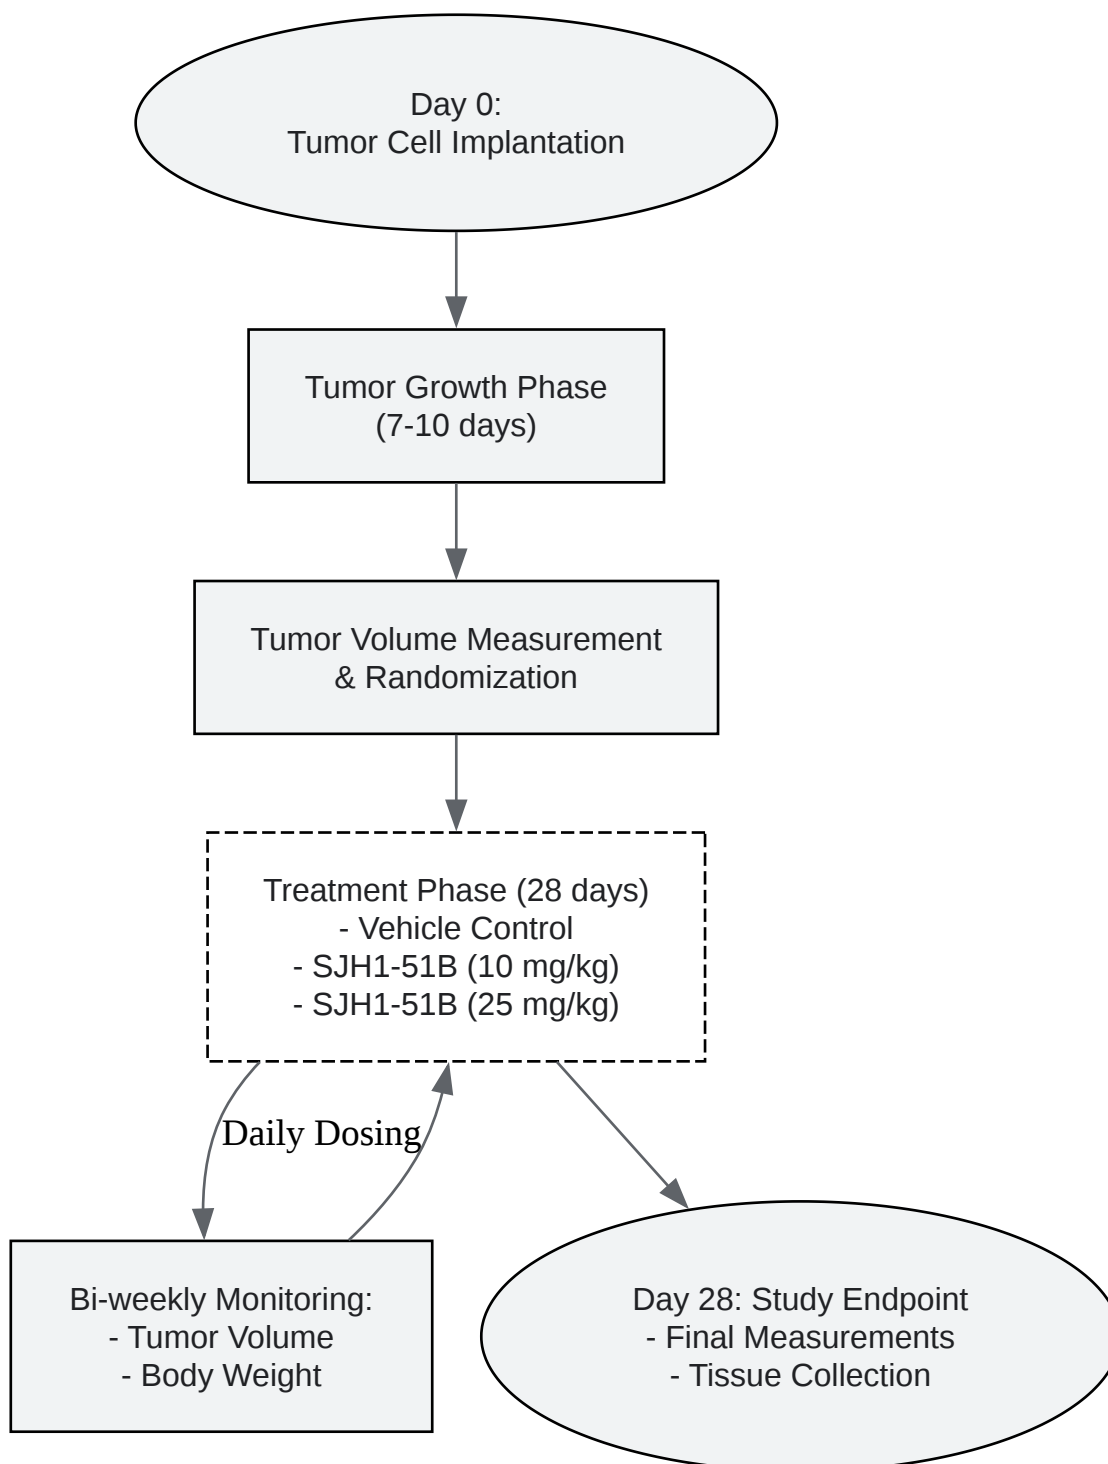 Day 0:
Tumor Cell Implantation
Tumor Growth Phase
(7-10 days)
Tumor Volume Measurement
& Randomization
Treatment Phase (28 days)
- Vehicle Control
- SJH1-51B (10 mg/kg)
- SJH1-51B (25 mg/kg)
Daily Dosing
Bi-weekly Monitoring:
- Tumor Volume
- Body Weight
Day 28: Study Endpoint
- Final Measurements
- Tissue Collection